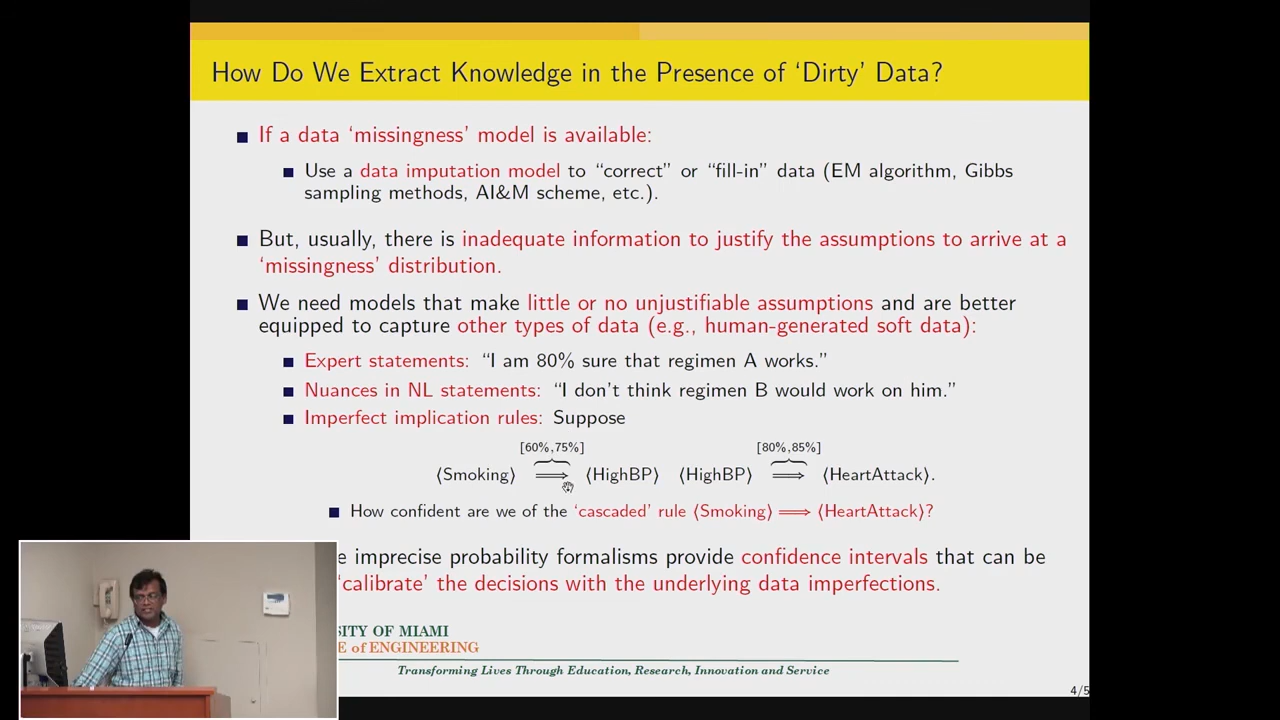 How Do We Extract Knowledge in the Presence of ‘Dirty’ Data?
If a data ‘missingness’ model is available:
Use a data imputation model to “correct” or “fill-in” data (EM algorithm, Gibbs
sampling methods, AI&M scheme, etc.).
But, usually, there is inadequate information to justify the assumptions to arrive at a
‘missingness’ distribution.
We need models that make little or no unjustifiable assumptions and are better
equipped to capture other types of data (e.g., human-generated soft data):
Expert statements: “I am 80% sure that regimen A works.”
Nuances in NL statements: “I don’t think regimen B would work on him.”
Imperfect implication rules: Suppose
[60%,75%] [80%,85%]
⟨Smoking⟩ ⟹ ⟨HighBP⟩ ⟨HighBP⟩ ⟹ ⟨HeartAttack⟩.
How confident are we of the ‘cascaded’ rule ⟨Smoking⟩ ⟹ ⟨HeartAttack⟩?
imprecise probability formalisms provide confidence intervals that can be
‘calibrate’ the decisions with the underlying data imperfections.
SITY OF MIAMI
E of ENGINEERING
Transforming Lives Through Education, Research, Innovation and Service
4/5